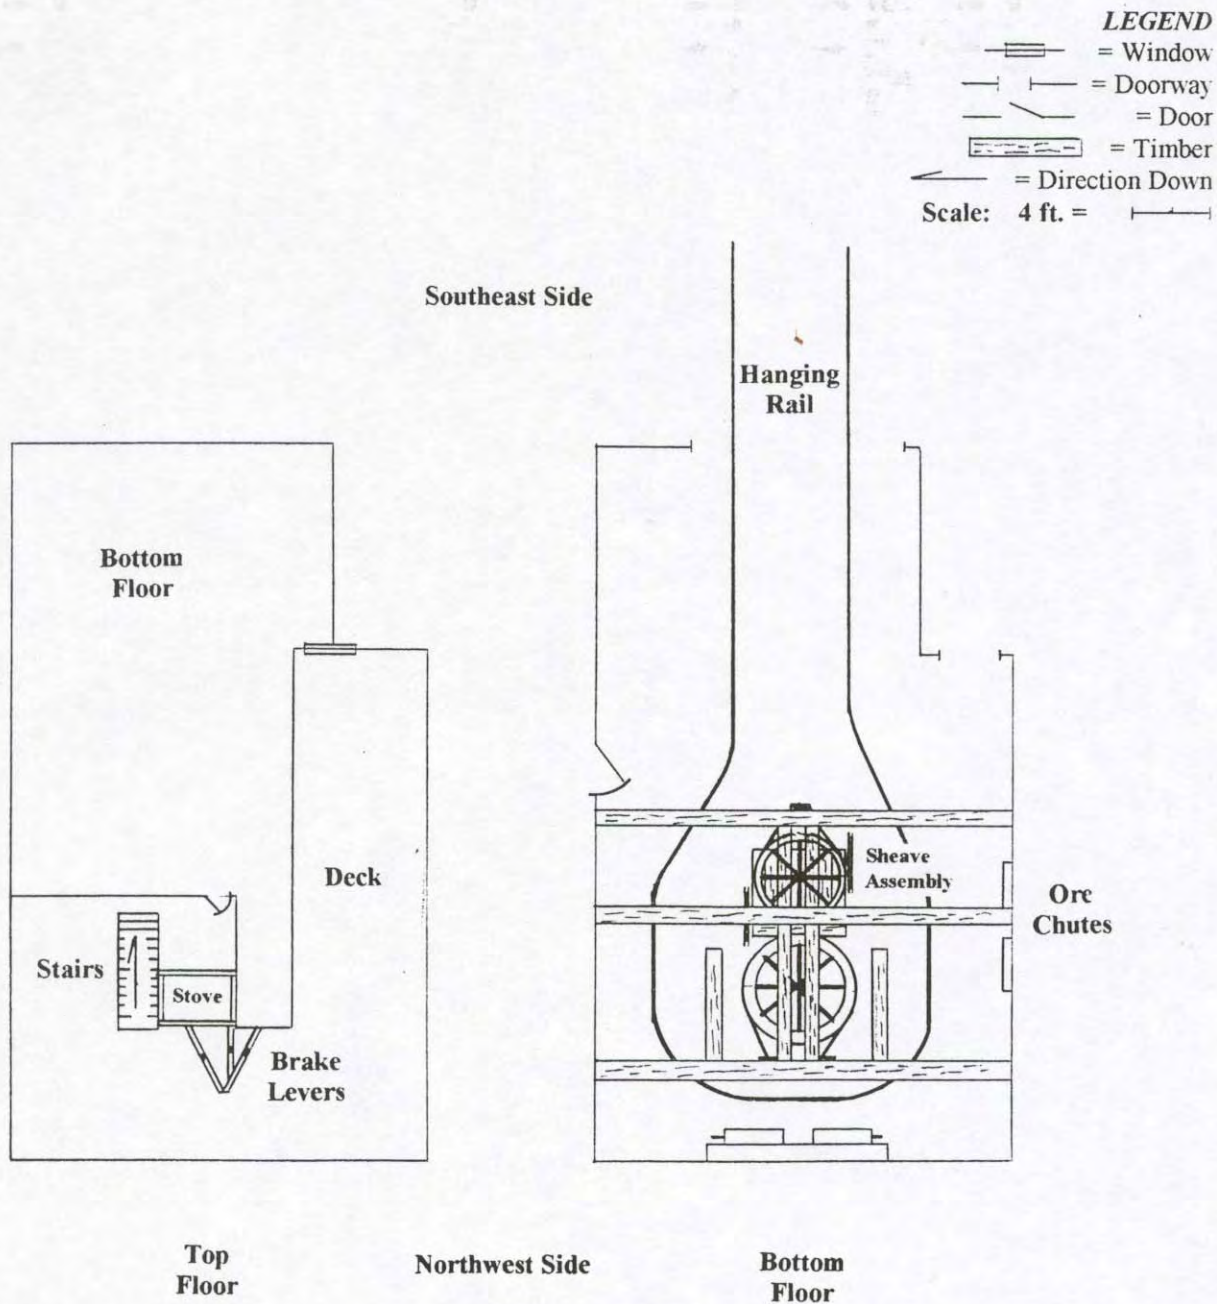 LEGEND
= Window
= Doorway
= Door
= Timber
= Direction Down
Scale: 4 ft. =
Southeast Side
Hanging
Rail
Bottom
Floor
Deck
Sheave
Assembly
Ore
Chutes
Stairs
Stove
Brake
Levers
Top
Floor
Northwest Side
Bottom
Floor